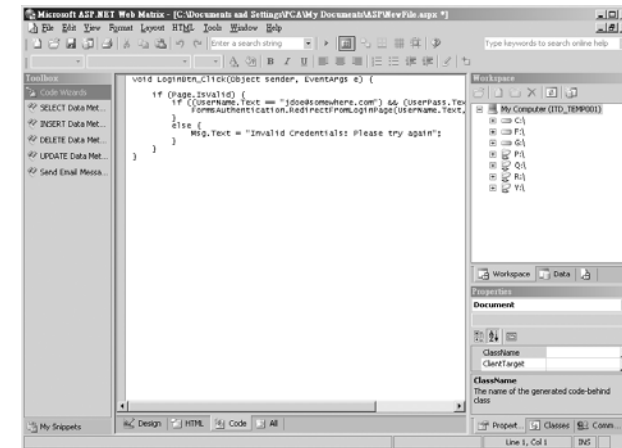 Microsoft ASP.NET Web Matrix - [C:\Documents and Settings\PCA\My Documents\ASP\NewFile.aspx *]
File Edit View Format Layout HTML Tools Window Help
Enter a search string
Type keywords to search online help
B I U
Toolbox
Code Wizards
SELECT Data Met...
INSERT Data Met...
DELETE Data Met...
UPDATE Data Met...
Send Email Messa...
My Snippets
void LoginBtn_Click(Object sender, EventArgs e) {
if (Page.IsValid) {
if ((UserName.Text == "jdoe@somewhere.com") && (UserPass.Tex
FormsAuthentication.RedirectFromLoginPage(UserName.Text,
}
else {
Msg.Text = "Invalid Credentials: Please try again";
}
}
}
Design HTML Code All
Workspace
My Computer (ITD_TEMP001)
C:\
F:\
G:\
P:\
Q:\
R:\
Y:\
Workspace Data
Properties
Document
ClassName
ClientTarget
ClassName
The name of the generated code-behind
class
Propert... Classes Comm...
Line 1, Col 1 INS